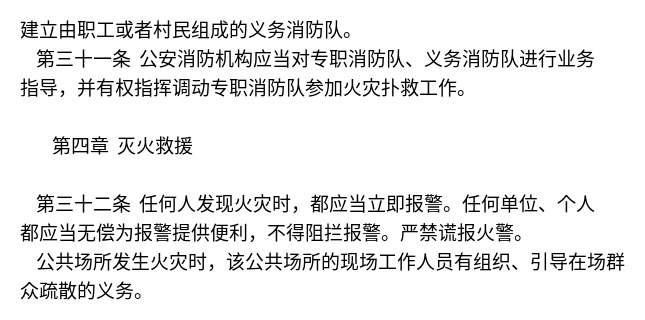 建立由职工或者村民组成的义务消防队。
第三十一条 公安消防机构应当对专职消防队、义务消防队进行业务
指导，并有权指挥调动专职消防队参加火灾扑救工作。
第四章 灭火救援
第三十二条 任何人发现火灾时，都应当立即报警。任何单位、个人
都应当无偿为报警提供便利，不得阻拦报警。严禁谎报火警。
公共场所发生火灾时，该公共场所的现场工作人员有组织、引导在场群
众疏散的义务。